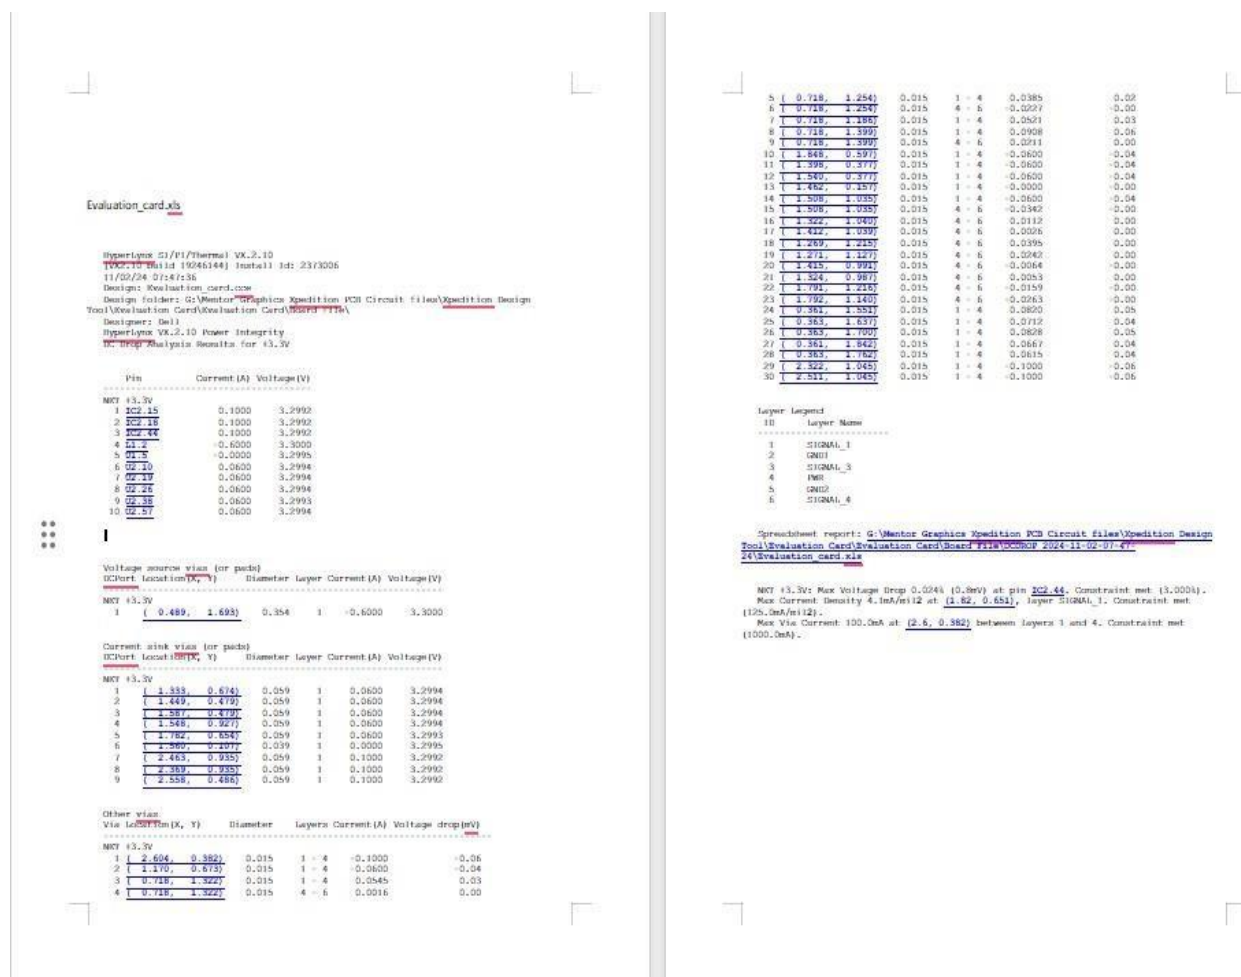 Evaluation_card.xls
HyperLynx SI/PI/Thermal VX.2.10
[VX2.10 Build 19246144] Install Id: 2373006
11/02/24 07:47:36
Design: Evaluation_card.cce
Design folder: G:\Mentor Graphics Xpedition PCB Circuit files\Xpedition Design
Tool\Evaluation Card\Evaluation Card\Board File\
Designer: Dell
HyperLynx VX.2.10 Power Integrity
DC Drop Analysis Results for +3.3V
Pin Current(A) Voltage(V)
NET +3.3V
1 IC2.15 0.1000 3.2992
2 IC2.18 0.1000 3.2992
3 IC2.44 0.1000 3.2992
4 L1.2 -0.6000 3.3000
5 U1.5 -0.0000 3.2995
6 U2.10 0.0600 3.2994
7 U2.19 0.0600 3.2994
8 U2.26 0.0600 3.2994
9 U2.38 0.0600 3.2993
10 U2.57 0.0600 3.2994
Voltage source vias (or pads)
DCPort Location(X, Y) Diameter Layer Current(A) Voltage(V)
NET +3.3V
1 ( 0.489, 1.693) 0.354 1 -0.6000 3.3000
Current sink vias (or pads)
DCPort Location(X, Y) Diameter Layer Current(A) Voltage(V)
NET +3.3V
1 ( 1.333, 0.674) 0.059 1 0.0600 3.2994
2 ( 1.449, 0.479) 0.059 1 0.0600 3.2994
3 ( 1.587, 0.479) 0.059 1 0.0600 3.2994
4 ( 1.548, 0.927) 0.059 1 0.0600 3.2994
5 ( 1.782, 0.654) 0.059 1 0.0600 3.2993
6 ( 1.560, 0.107) 0.039 1 0.0000 3.2995
7 ( 2.463, 0.935) 0.059 1 0.1000 3.2992
8 ( 2.369, 0.935) 0.059 1 0.1000 3.2992
9 ( 2.558, 0.486) 0.059 1 0.1000 3.2992
Other vias
Via Location(X, Y) Diameter Layers Current(A) Voltage drop(mV)
NET +3.3V
1 ( 2.604, 0.382) 0.015 1 - 4 -0.1000 -0.06
2 ( 1.170, 0.673) 0.015 1 - 4 -0.0600 -0.04
3 ( 0.718, 1.322) 0.015 1 - 4 0.0545 0.03
4 ( 0.718, 1.322) 0.015 4 - 6 0.0016 0.00
5 ( 0.718, 1.254) 0.015 1 - 4 0.0385 0.02
6 ( 0.718, 1.254) 0.015 4 - 6 -0.0227 -0.00
7 ( 0.718, 1.186) 0.015 1 - 4 0.0521 0.03
8 ( 0.718, 1.399) 0.015 1 - 4 0.0908 0.06
9 ( 0.718, 1.399) 0.015 4 - 6 0.0211 0.00
10 ( 1.848, 0.597) 0.015 1 - 4 -0.0600 -0.04
11 ( 1.398, 0.377) 0.015 1 - 4 -0.0600 -0.04
12 ( 1.540, 0.377) 0.015 1 - 4 -0.0600 -0.04
13 ( 1.462, 0.157) 0.015 1 - 4 -0.0000 -0.00
14 ( 1.508, 1.035) 0.015 1 - 4 -0.0600 -0.04
15 ( 1.508, 1.035) 0.015 4 - 6 -0.0342 -0.00
16 ( 1.322, 1.040) 0.015 4 - 6 0.0112 0.00
17 ( 1.412, 1.039) 0.015 4 - 6 0.0026 0.00
18 ( 1.269, 1.215) 0.015 4 - 6 0.0395 0.00
19 ( 1.271, 1.127) 0.015 4 - 6 0.0242 0.00
20 ( 1.415, 0.991) 0.015 4 - 6 -0.0064 -0.00
21 ( 1.324, 0.987) 0.015 4 - 6 0.0053 0.00
22 ( 1.791, 1.216) 0.015 4 - 6 -0.0159 -0.00
23 ( 1.792, 1.140) 0.015 4 - 6 -0.0263 -0.00
24 ( 0.361, 1.551) 0.015 1 - 4 0.0820 0.05
25 ( 0.363, 1.637) 0.015 1 - 4 0.0712 0.04
26 ( 0.363, 1.700) 0.015 1 - 4 0.0828 0.05
27 ( 0.361, 1.842) 0.015 1 - 4 0.0667 0.04
28 ( 0.363, 1.762) 0.015 1 - 4 0.0615 0.04
29 ( 2.322, 1.045) 0.015 1 - 4 -0.1000 -0.06
30 ( 2.511, 1.045) 0.015 1 - 4 -0.1000 -0.06
Layer Legend
ID Layer Name
1 SIGNAL_1
2 GND1
3 SIGNAL_3
4 PWR
5 GND2
6 SIGNAL_4
Spreadsheet report: G:\Mentor Graphics Xpedition PCB Circuit files\Xpedition Design
Tool\Evaluation Card\Evaluation Card\Board File\DCDROP 2024-11-02-07-47-
24\Evaluation_card.xls
NET +3.3V: Max Voltage Drop 0.024% (0.8mV) at pin IC2.44. Constraint met (3.000%).
Max Current Density 4.1mA/mil2 at (1.82, 0.651), layer SIGNAL_1. Constraint met
(125.0mA/mil2).
Max Via Current 100.0mA at (2.6, 0.382) between layers 1 and 4. Constraint met
(1000.0mA).